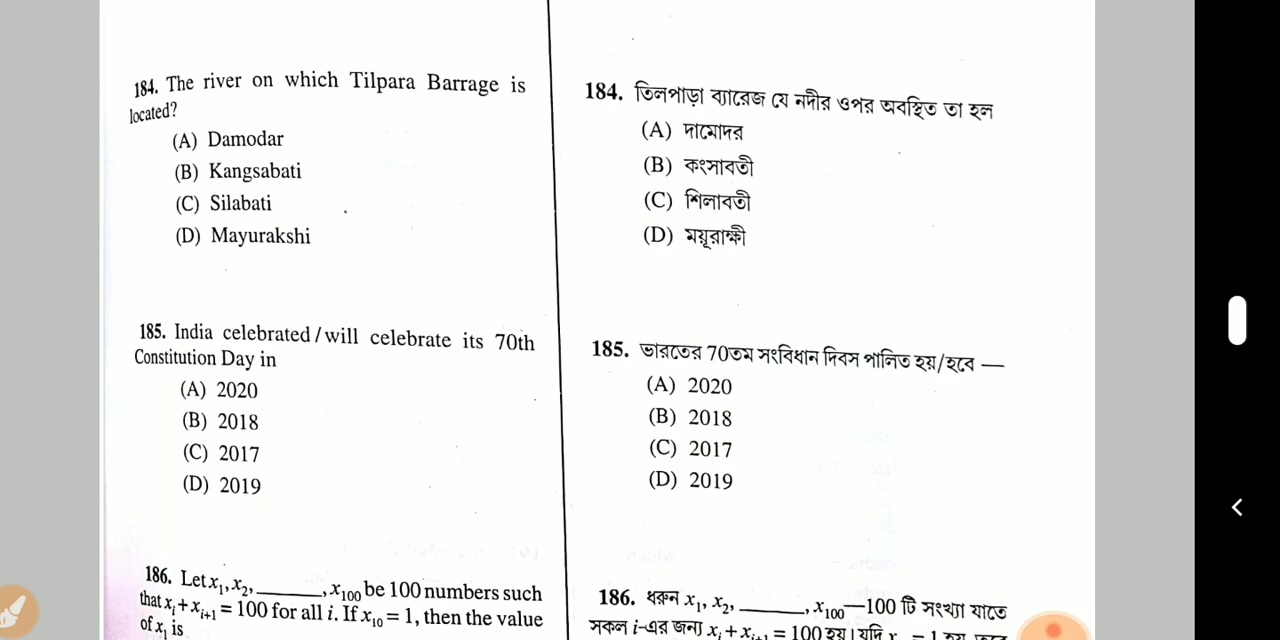 184. The river on which Tilpara Barrage is
located?
(A) Damodar
(B) Kangsabati
(C) Silabati
(D) Mayurakshi
185. India celebrated/will celebrate its 70th
Constitution Day in
(A) 2020
(B) 2018
(C) 2017
(D) 2019
186. Let x₁, x₂, ______, x₁₀₀ be 100 numbers such
that xᵢ + xᵢ₊₁ = 100 for all i. If x₁₀ = 1, then the value
of x₁ is
184. তিলপাড়া ব্যারেজ যে নদীর ওপর অবস্থিত তা হল
(A) দামোদর
(B) কংসাবতী
(C) শিলাবতী
(D) ময়ূরাক্ষী
185. ভারতের 70তম সংবিধান দিবস পালিত হয়/হবে —
(A) 2020
(B) 2018
(C) 2017
(D) 2019
186. ধরুন x₁, x₂, ______, x₁₀₀—100 টি সংখ্যা যাতে
সকল i-এর জন্য xᵢ + xᵢ₊₁ = 100 হয়। যদি